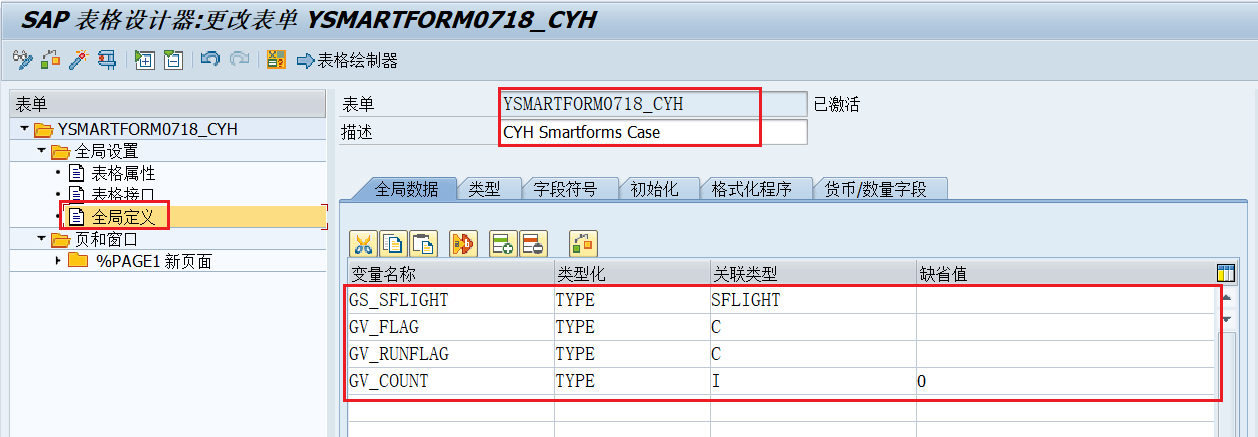 SAP 表格设计器:更改表单 YSMARTFORM0718_CYH
表格绘制器
表单
YSMARTFORM0718_CYH
全局设置
表格属性
表格接口
全局定义
页和窗口
%PAGE1 新页面
表单 YSMARTFORM0718_CYH 已激活
描述 CYH Smartforms Case
全局数据 类型 字段符号 初始化 格式化程序 货币/数量字段
变量名称 类型化 关联类型 缺省值
GS_SFLIGHT TYPE SFLIGHT
GV_FLAG TYPE C
GV_RUNFLAG TYPE C
GV_COUNT TYPE I 0